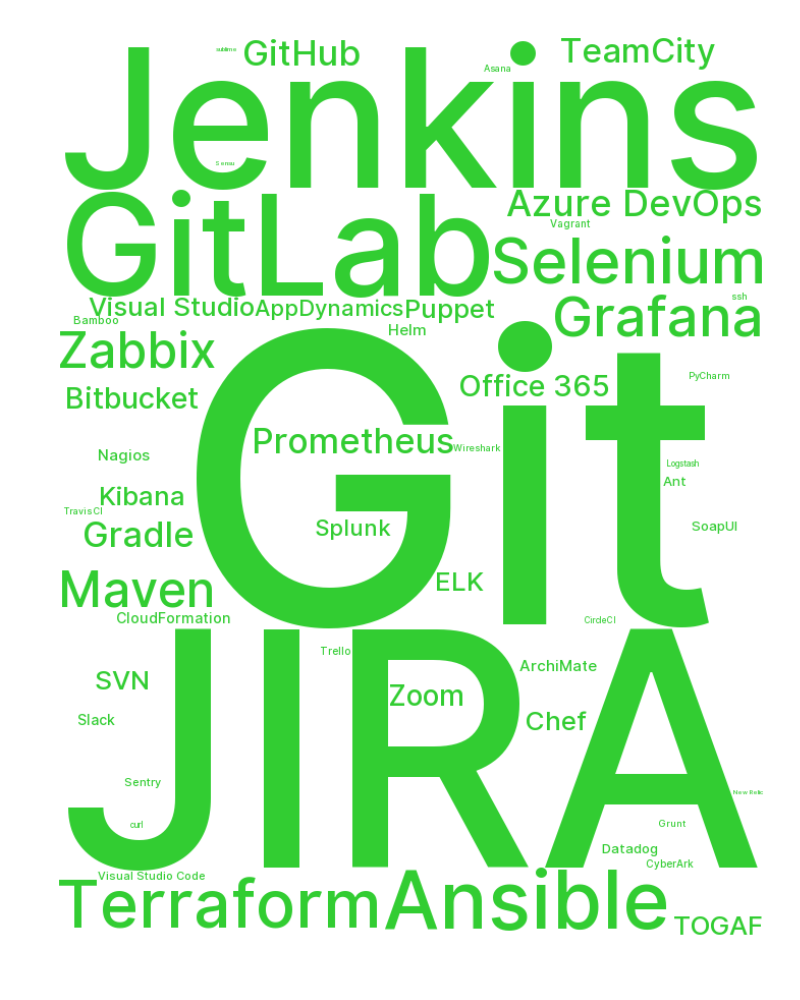 sublime
GitHub
Asana
TeamCity
Jenkins
Sensu
GitLab
Azure DevOps
Vagrant
Selenium
ssh
Visual Studio
AppDynamics
Puppet
Grafana
Bamboo
Helm
Zabbix
PyCharm
Office 365
Bitbucket
Git
Prometheus
Wireshark
Nagios
Logstash
Ant
Kibana
TravisCI
Splunk
SoapUI
Gradle
ELK
Maven
CloudFormation
CircleCI
JIRA
Trello
ArchiMate
SVN
Zoom
Slack
Chef
Sentry
New Relic
curl
Grunt
Datadog
CyberArk
Visual Studio Code
Terraform
Ansible
TOGAF